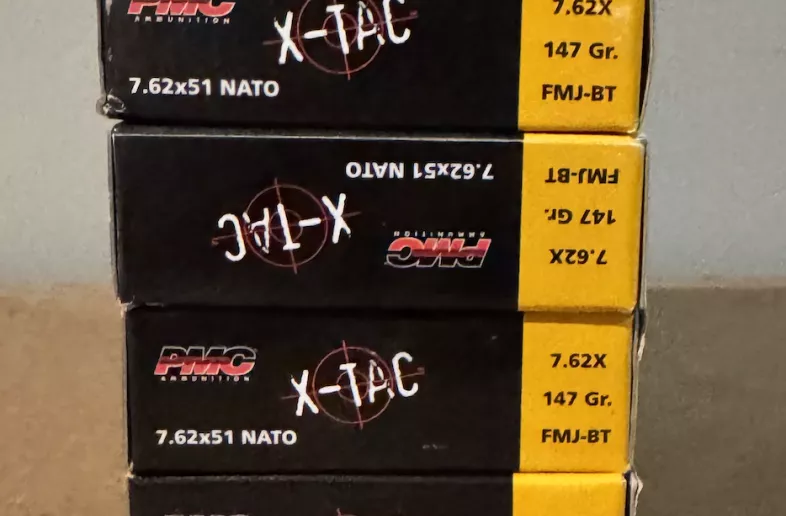 PMC
AMMUNITION
X-TAC
7.62x51 NATO
7.62X
147 Gr.
FMJ-BT
7.62x51 NATO
X-TAC
PMC
AMMUNITION
FMJ-BT
147 Gr.
7.62X
PMC
AMMUNITION
X-TAC
7.62x51 NATO
7.62X
147 Gr.
FMJ-BT